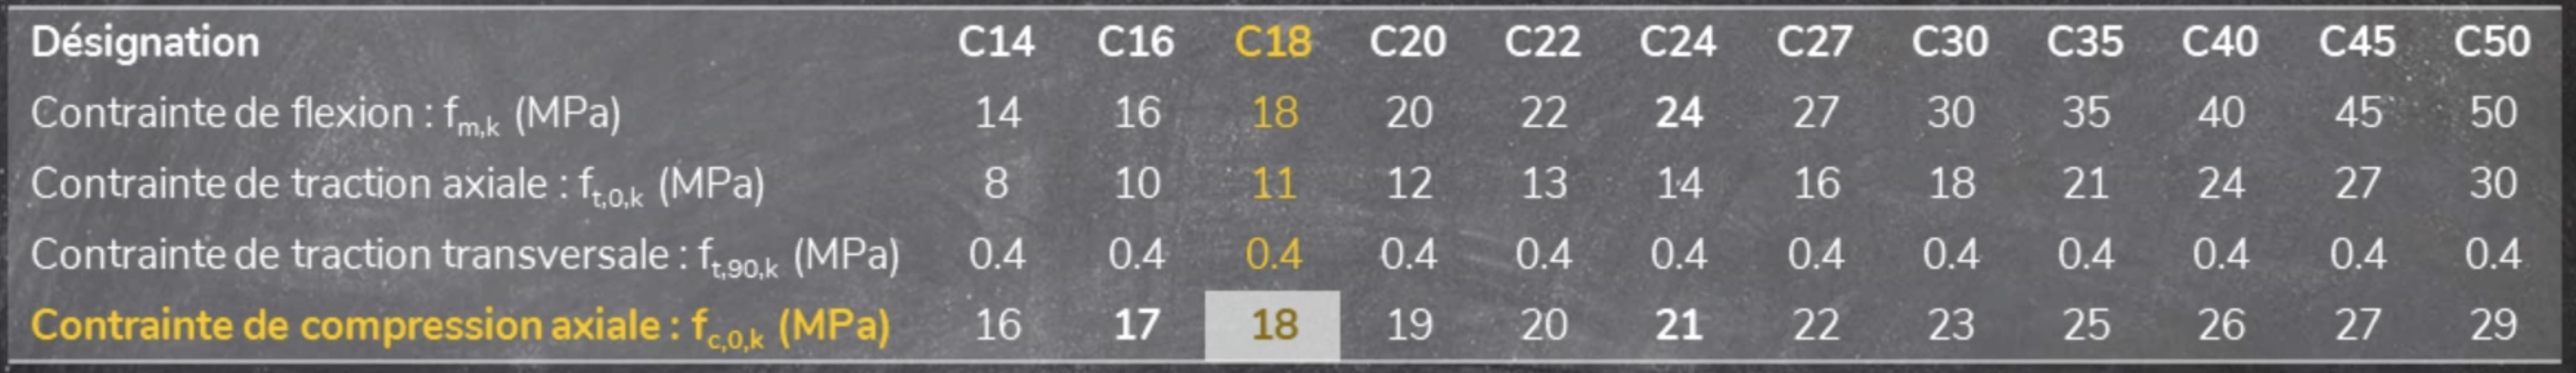 Désignation C14 C16 C18 C20 C22 C24 C27 C30 C35 C40 C45 C50
Contrainte de flexion : fm,k (MPa) 14 16 18 20 22 24 27 30 35 40 45 50
Contrainte de traction axiale : ft,0,k (MPa) 8 10 11 12 13 14 16 18 21 24 27 30
Contrainte de traction transversale : ft,90,k (MPa) 0.4 0.4 0.4 0.4 0.4 0.4 0.4 0.4 0.4 0.4 0.4 0.4
Contrainte de compression axiale : fc,0,k (MPa) 16 17 18 19 20 21 22 23 25 26 27 29